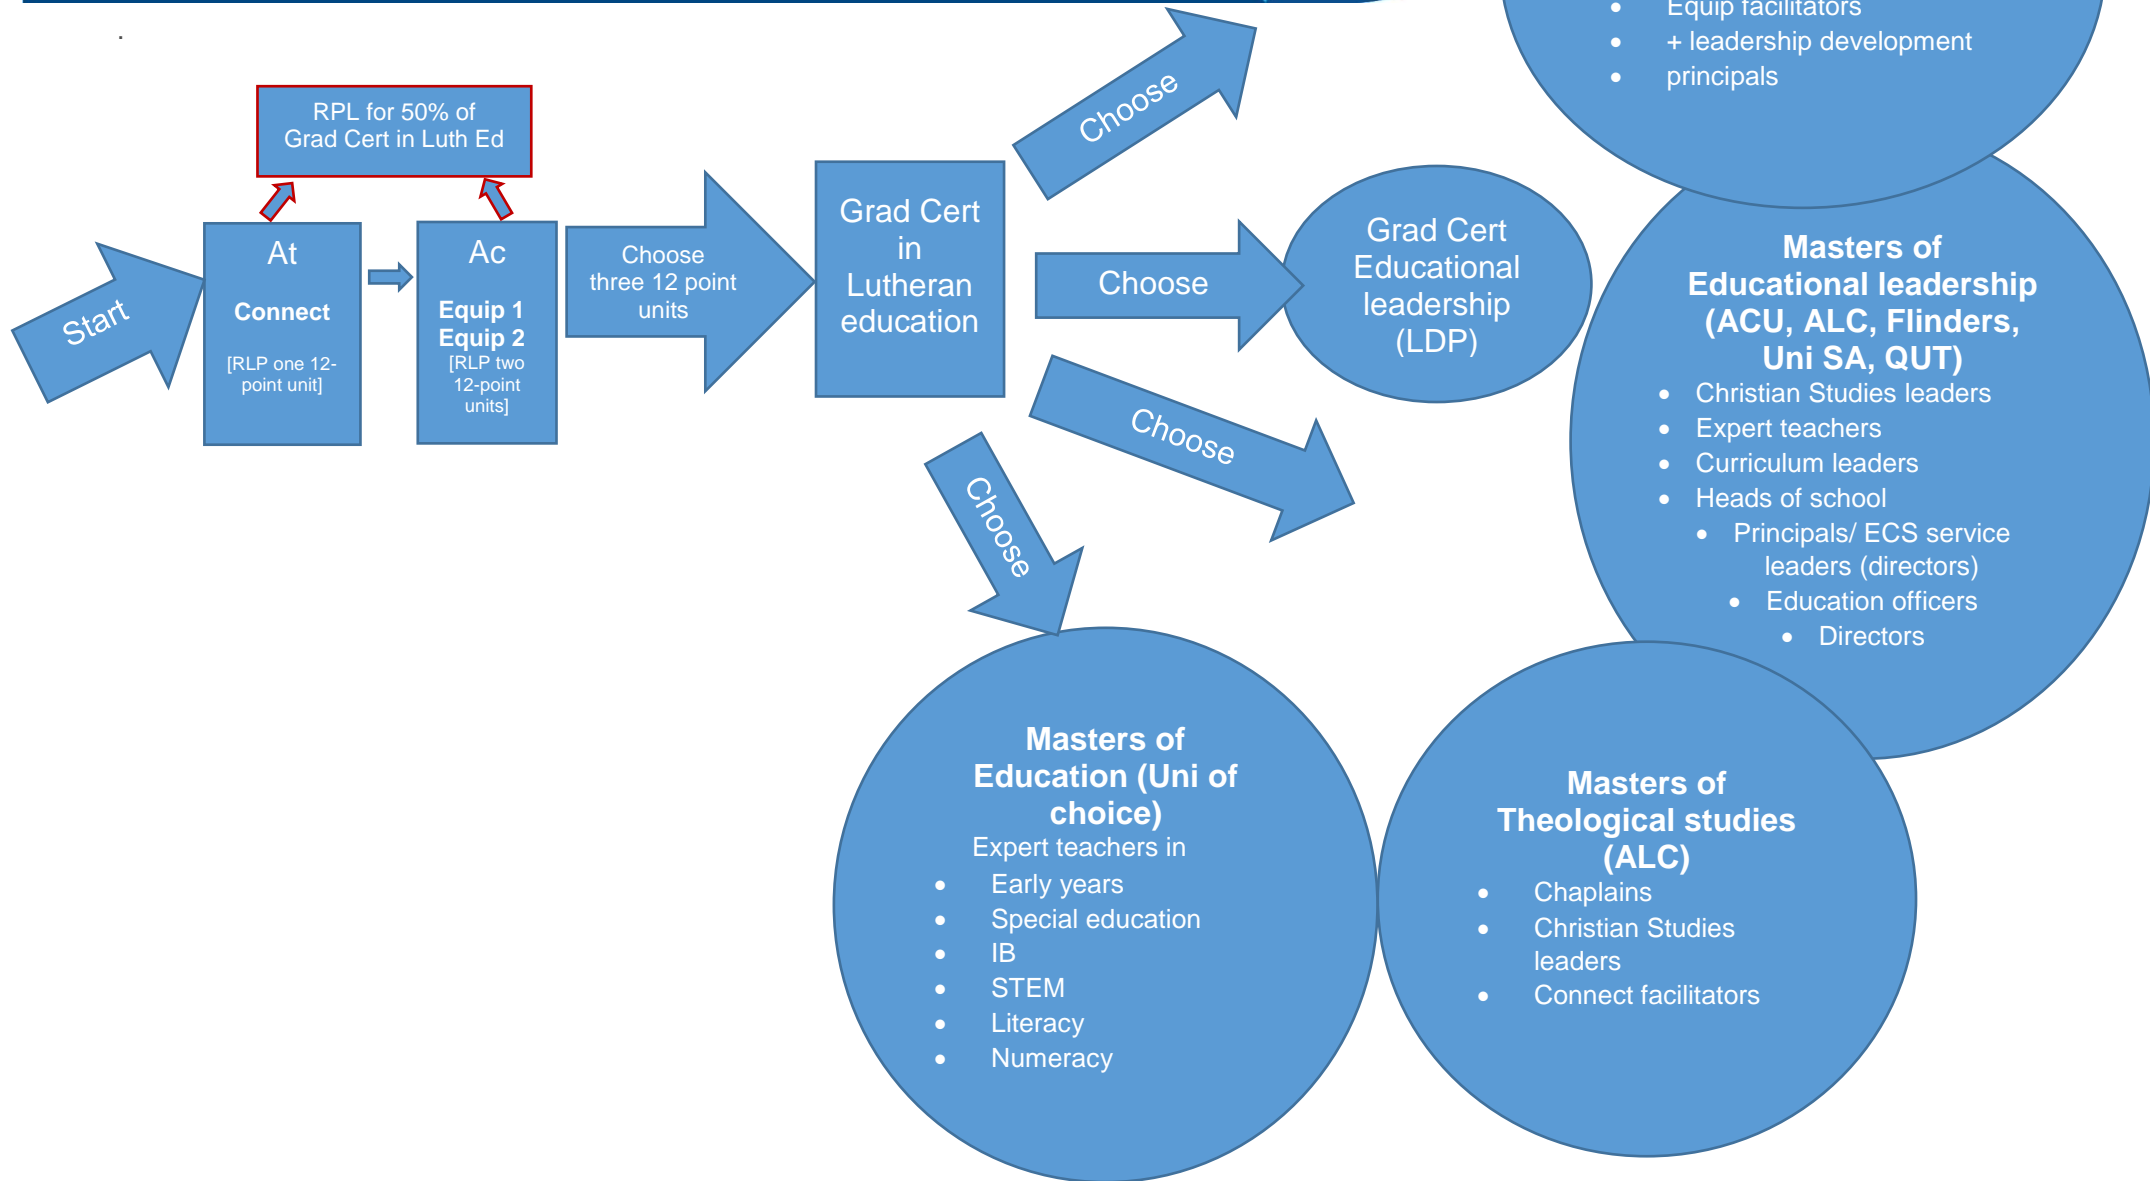 Equip facilitators
+ leadership development
principals
RPL for 50% of
Grad Cert in Luth Ed
Start
At
Connect
[RLP one 12-
point unit]
Ac
Equip 1
Equip 2
[RLP two
12-point
units]
Choose
three 12 point
units
Grad Cert
in
Lutheran
education
Choose
Choose
Choose
Choose
Grad Cert
Educational
leadership
(LDP)
Masters of
Educational leadership
(ACU, ALC, Flinders,
Uni SA, QUT)
• Christian Studies leaders
• Expert teachers
• Curriculum leaders
• Heads of school
• Principals/ ECS service
leaders (directors)
• Education officers
• Directors
Masters of
Education (Uni of
choice)
Expert teachers in
• Early years
• Special education
• IB
• STEM
• Literacy
• Numeracy
Masters of
Theological studies
(ALC)
• Chaplains
• Christian Studies
leaders
• Connect facilitators